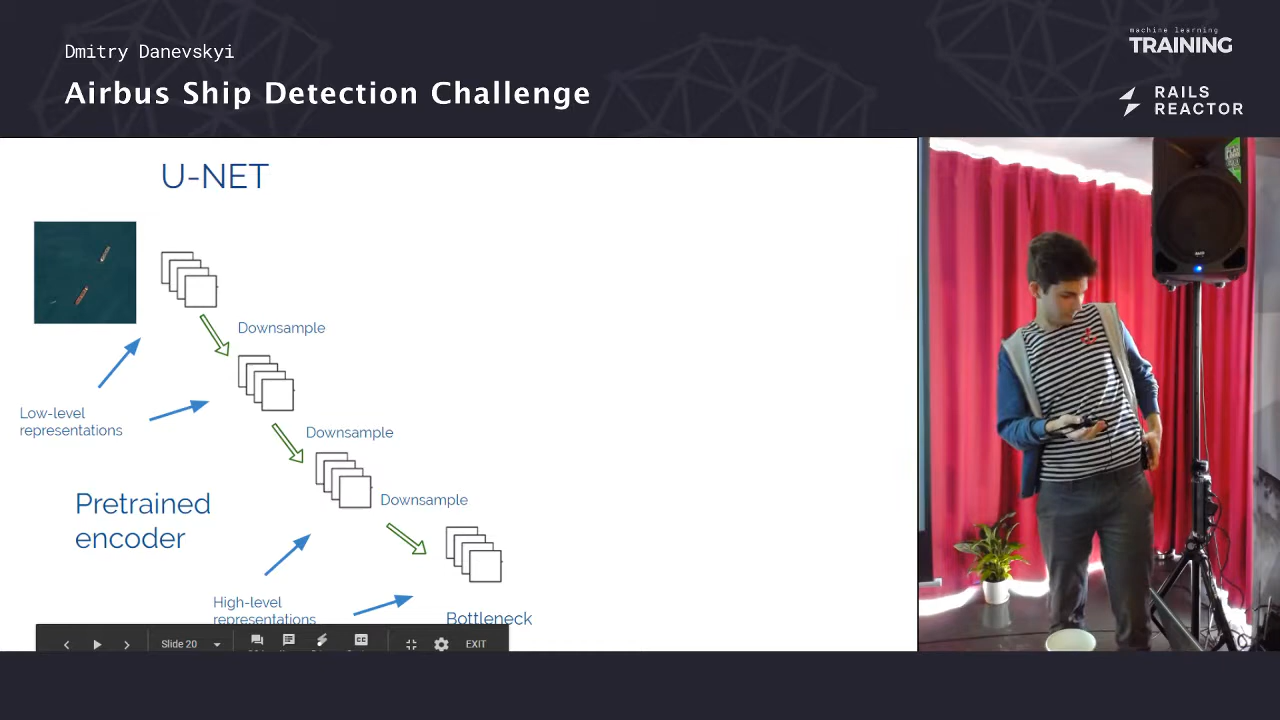 Dmitry Danevskyi
Airbus Ship Detection Challenge
machine learning
TRAINING
RAILS
REACTOR
U-NET
Downsample
Low-level
representations
Downsample
Downsample
Pretrained
encoder
High-level
representations
Bottleneck
Slide 20
CC
EXIT